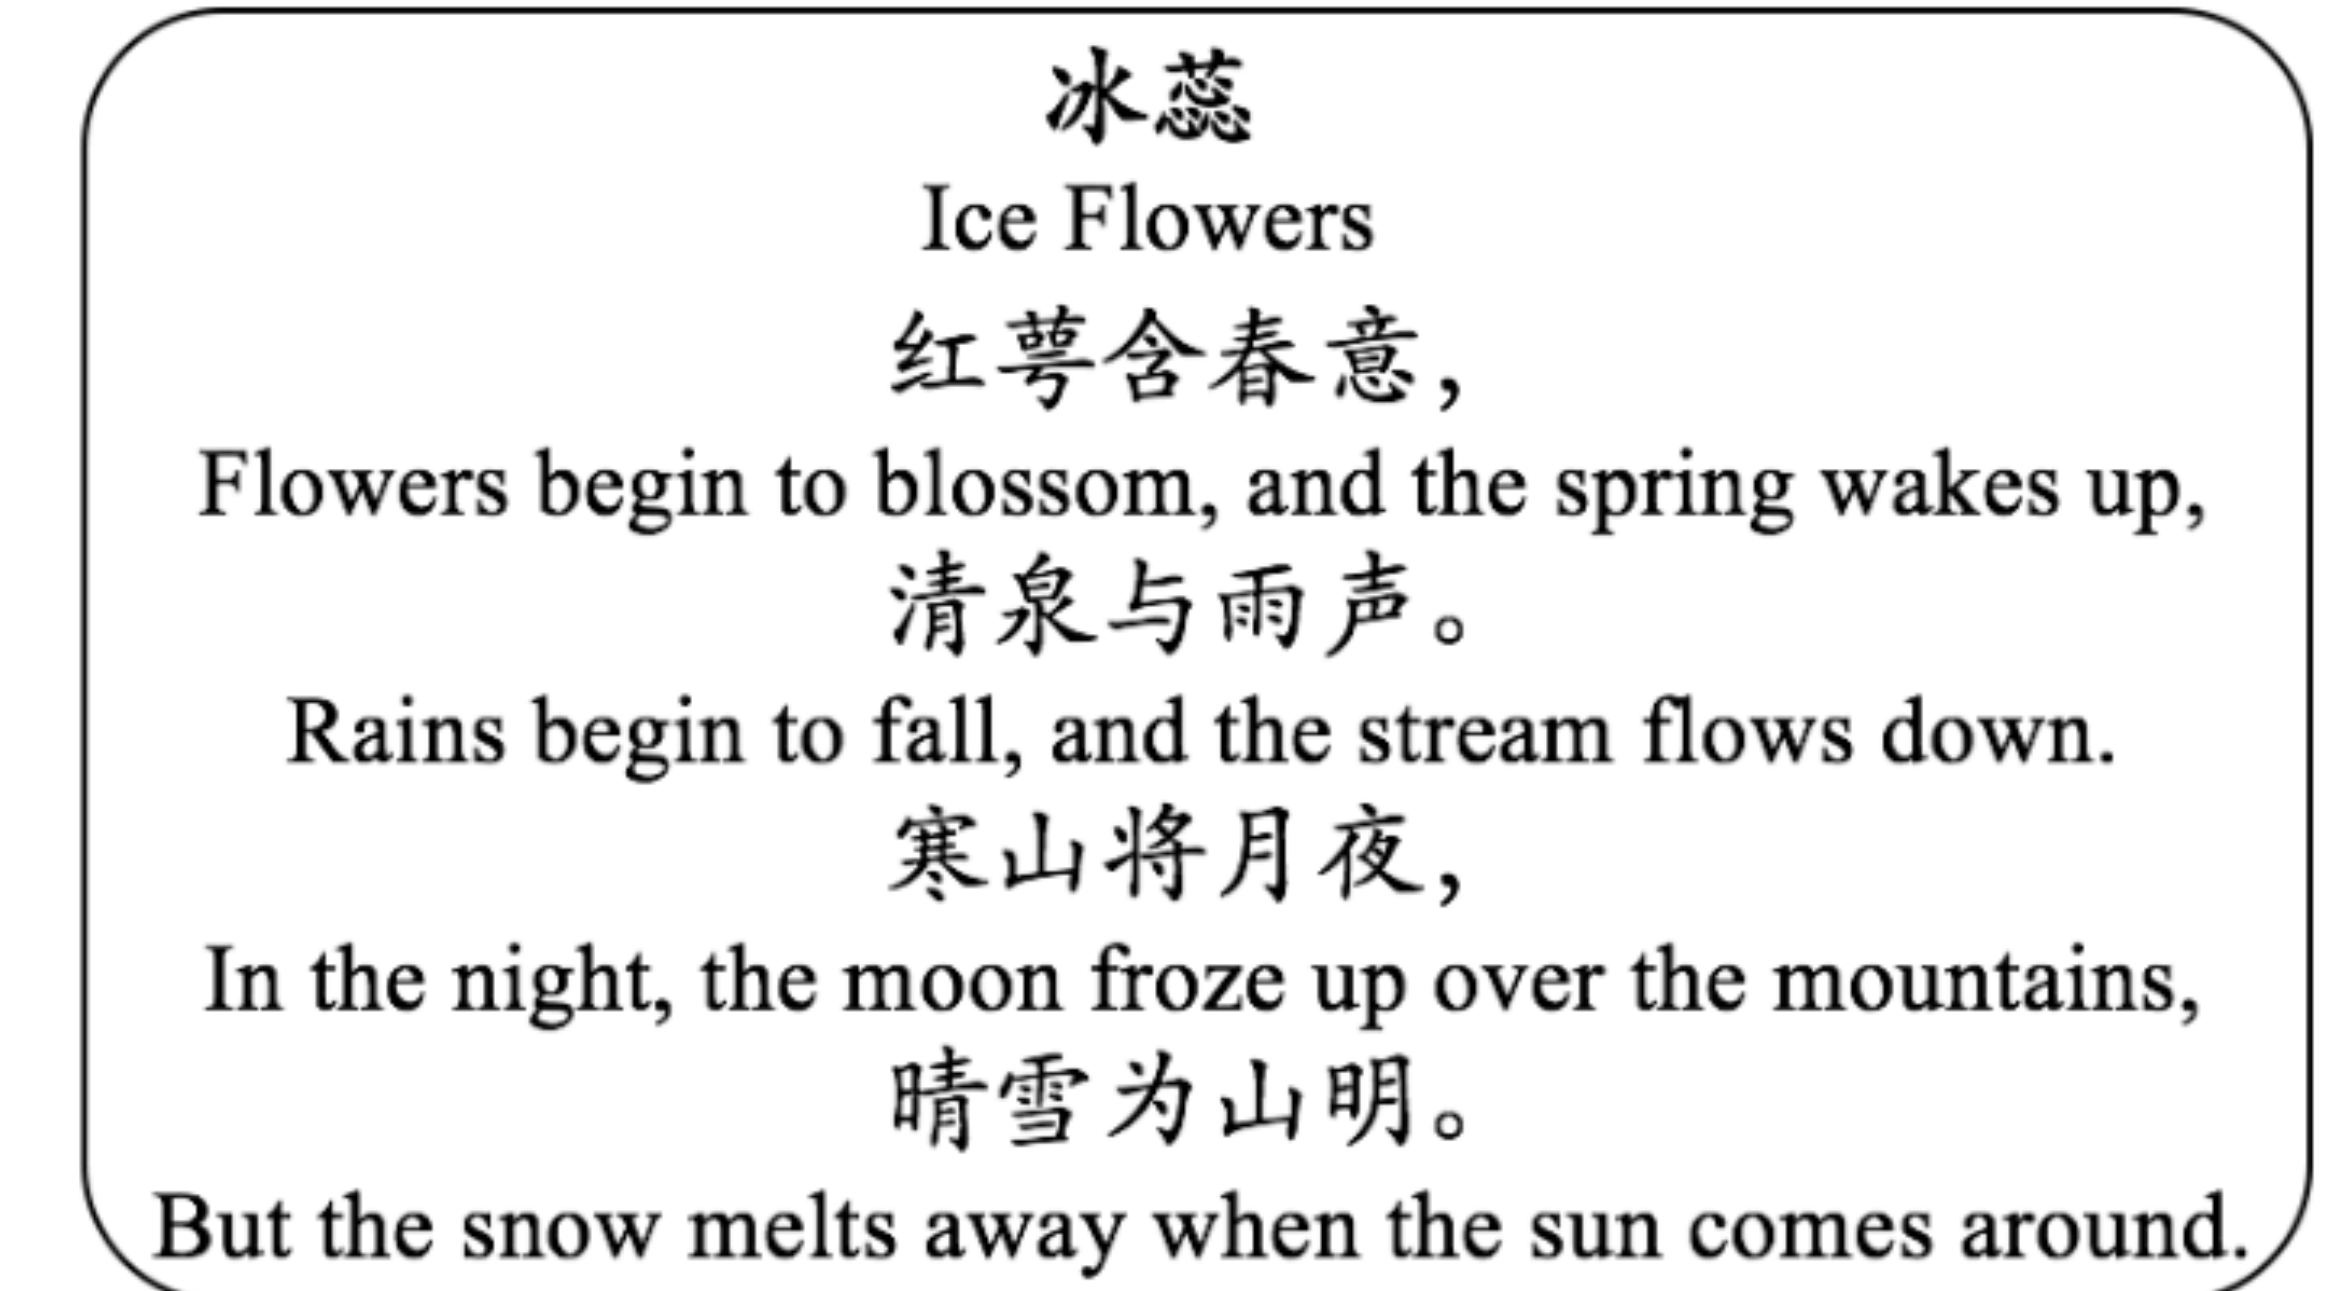 冰蕊
Ice Flowers
红萼含春意，
Flowers begin to blossom, and the spring wakes up,
清泉与雨声。
Rains begin to fall, and the stream flows down.
寒山将月夜，
In the night, the moon froze up over the mountains,
晴雪为山明。
But the snow melts away when the sun comes around.